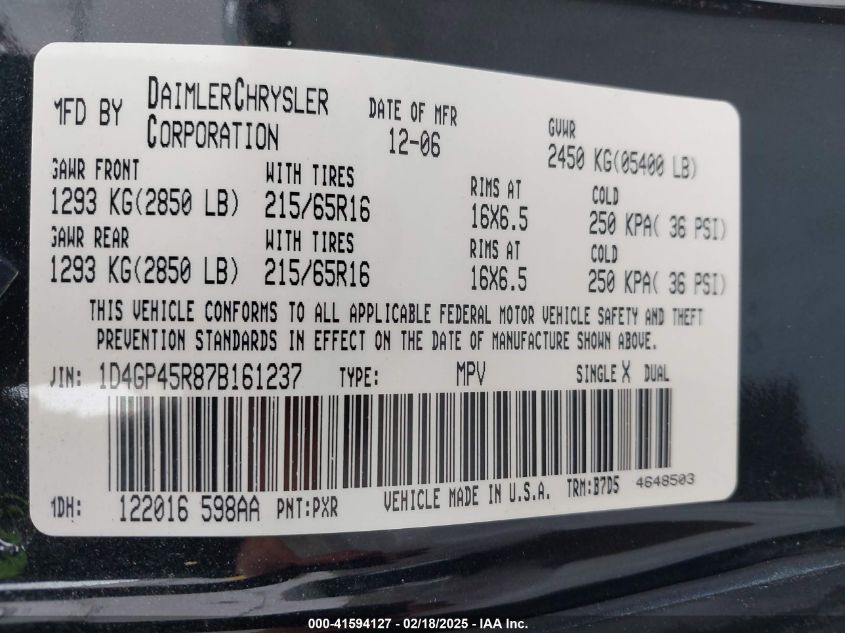 MFD BY DAIMLERCHRYSLER CORPORATION DATE OF MFR 12-06 GVWR 2450 KG(05400 LB)
GAWR FRONT WITH TIRES RIMS AT COLD
1293 KG(2850 LB) 215/65R16 16X6.5 250 KPA( 36 PSI)
GAWR REAR WITH TIRES RIMS AT COLD
1293 KG(2850 LB) 215/65R16 16X6.5 250 KPA( 36 PSI)
THIS VEHICLE CONFORMS TO ALL APPLICABLE FEDERAL MOTOR VEHICLE SAFETY AND THEFT
PREVENTION STANDARDS IN EFFECT ON THE DATE OF MANUFACTURE SHOWN ABOVE.
VIN: 1D4GP45R87B161237 TYPE: MPV SINGLE X DUAL
MDH: 122016 598AA PNT:PXR VEHICLE MADE IN U.S.A. TRM:B7D5 4648503
000-41594127 - 02/18/2025 - IAA Inc.